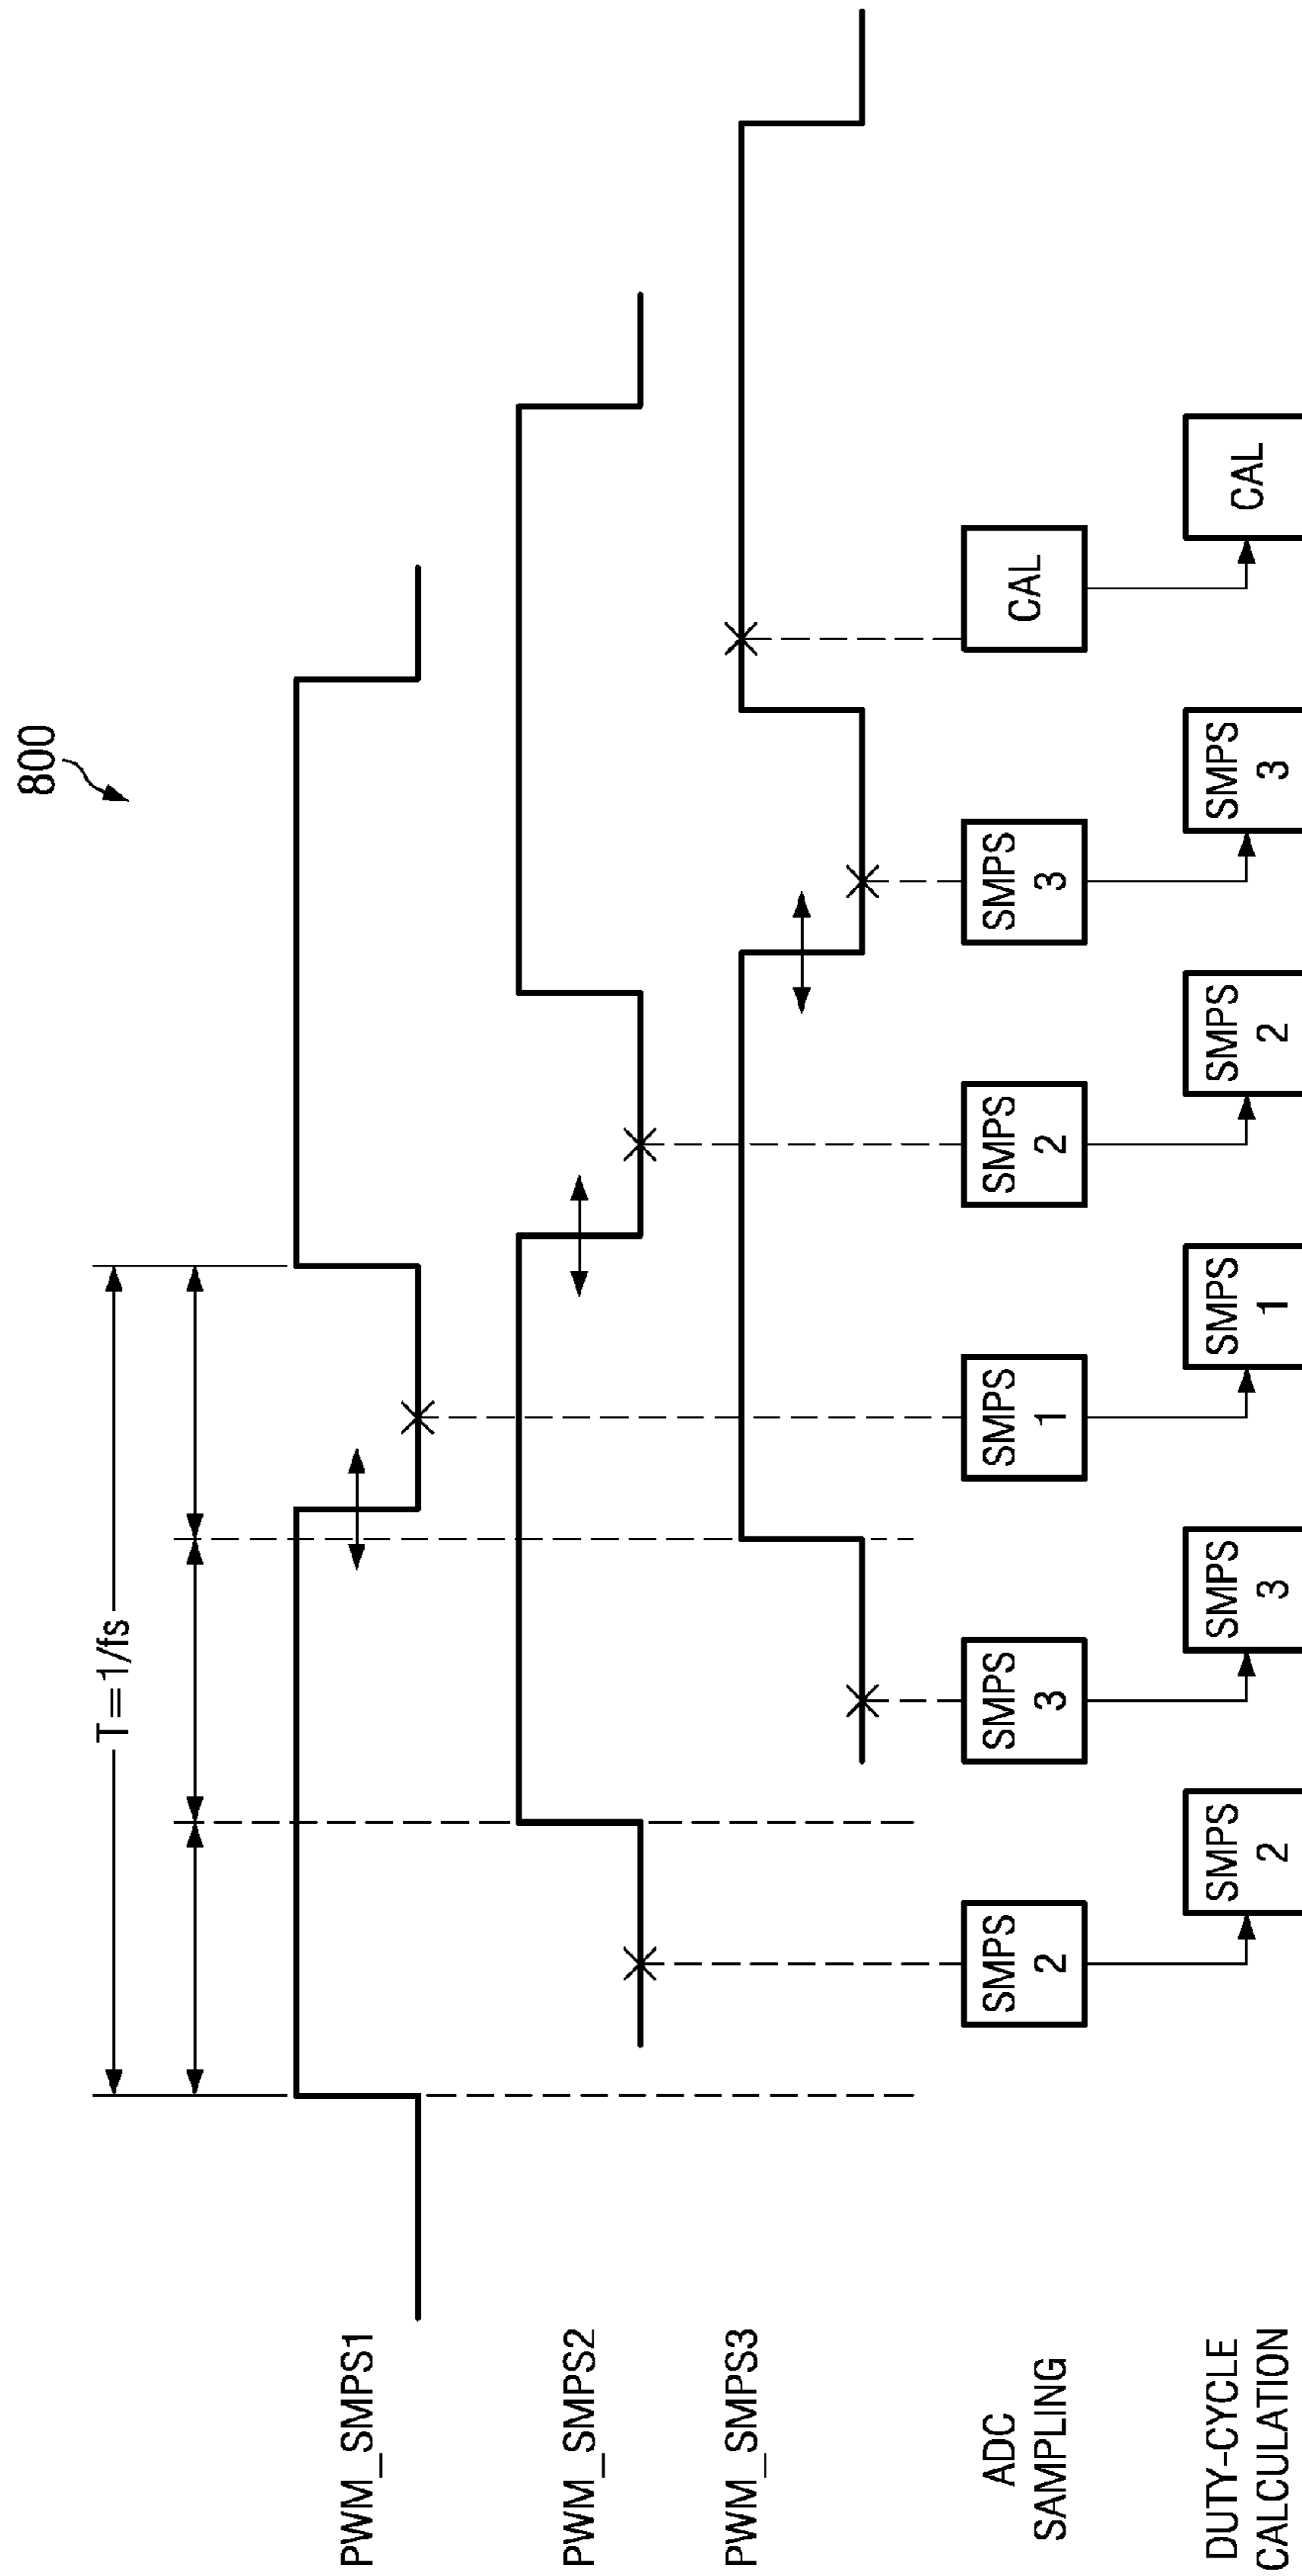 800
T=1/fs
PWM_SMPS1
PWM_SMPS2
PWM_SMPS3
ADC
SAMPLING
SMPS
2
SMPS
3
SMPS
1
SMPS
2
SMPS
3
CAL
DUTY-CYCLE
CALCULATION
SMPS
2
SMPS
3
SMPS
1
SMPS
2
SMPS
3
CAL